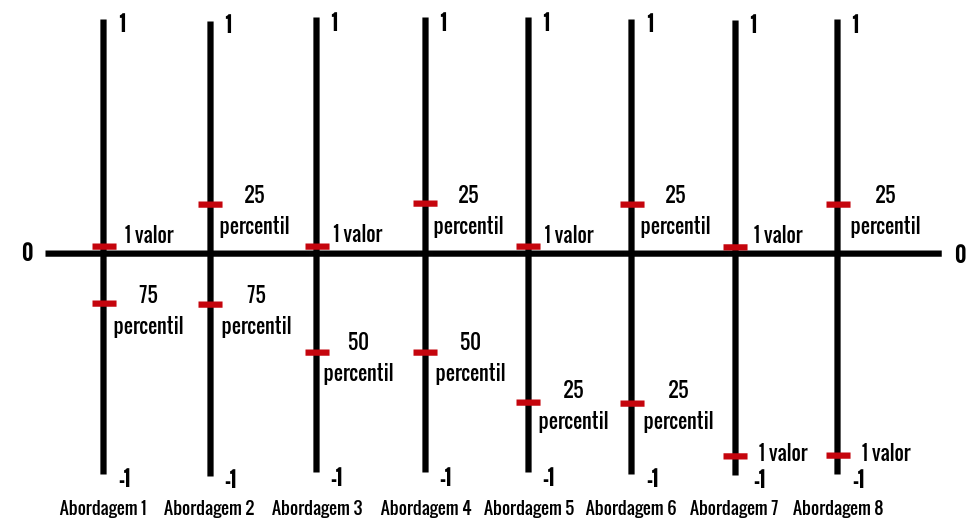 1 1 1 1 1 1 1 1
25 25 25 25
percentil percentil percentil percentil
1 valor 1 valor 1 valor 1 valor
0 0
75 75
percentil percentil
50 50
percentil percentil
25 25
percentil percentil
1 valor 1 valor
-1 -1 -1 -1 -1 -1 -1 -1
Abordagem 1 Abordagem 2 Abordagem 3 Abordagem 4 Abordagem 5 Abordagem 6 Abordagem 7 Abordagem 8